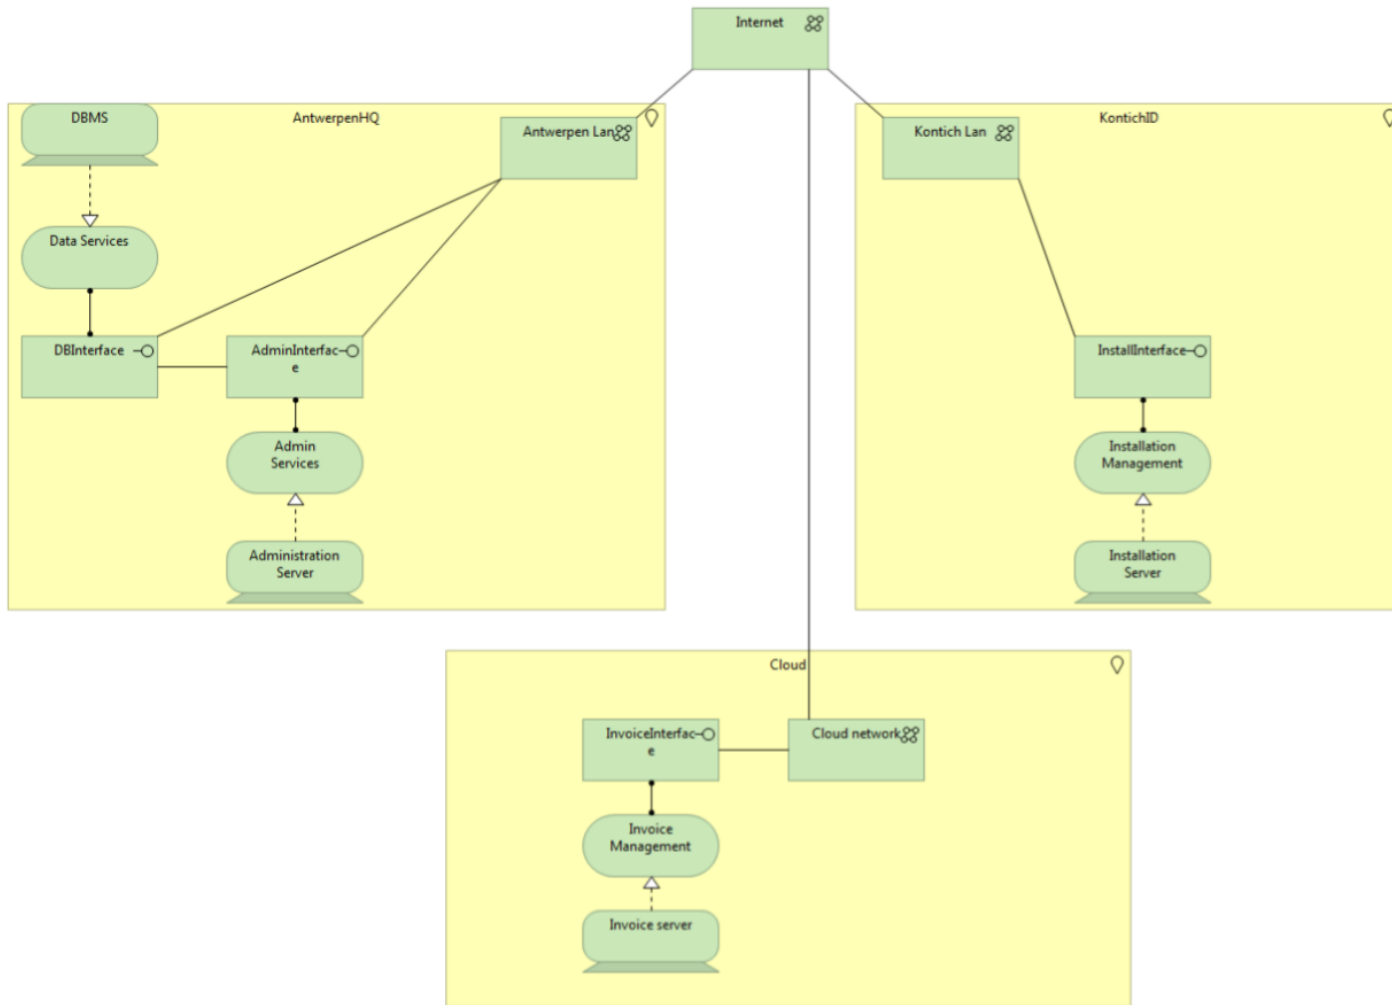 Internet
DBMS
AntwerpenHQ
Antwerpen Lan
Kontich Lan
KontichID
Data Services
DBInterface
AdminInterfac
e
InstallInterface
Admin
Services
Installation
Management
Administration
Server
Installation
Server
Cloud
InvoiceInterfac
e
Cloud network
Invoice
Management
Invoice server